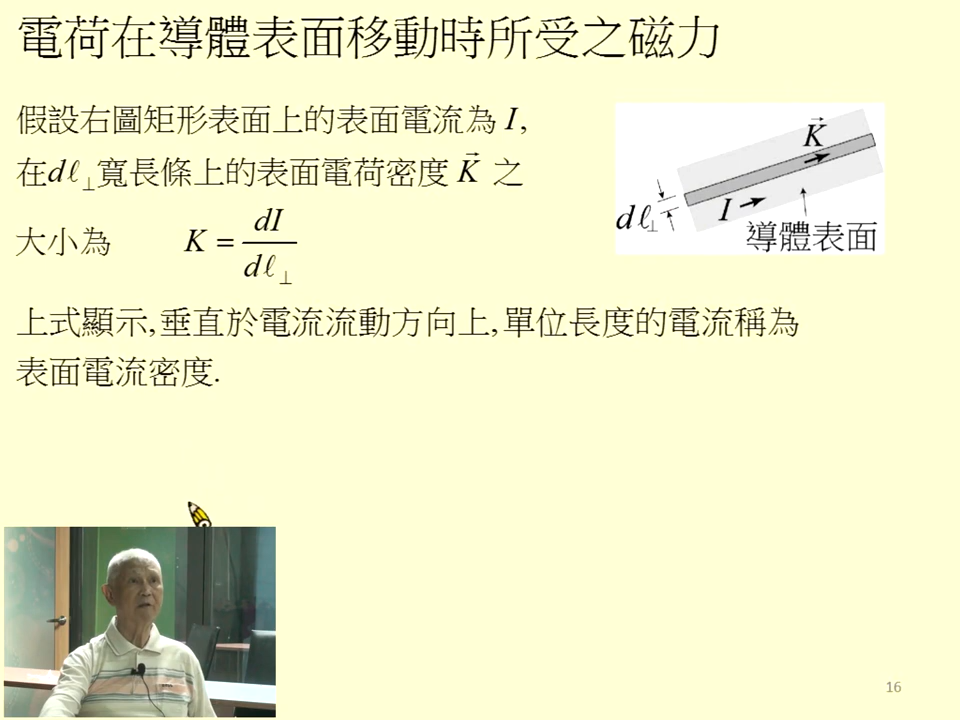 電荷在導體表面移動時所受之磁力
假設右圖矩形表面上的表面電流為 I,
在dℓ⊥寬長條上的表面電荷密度 K⃗ 之
大小為 K = dI / dℓ⊥
上式顯示,垂直於電流流動方向上,單位長度的電流稱為
表面電流密度.
K⃗
dℓ⊥
I
導體表面
16